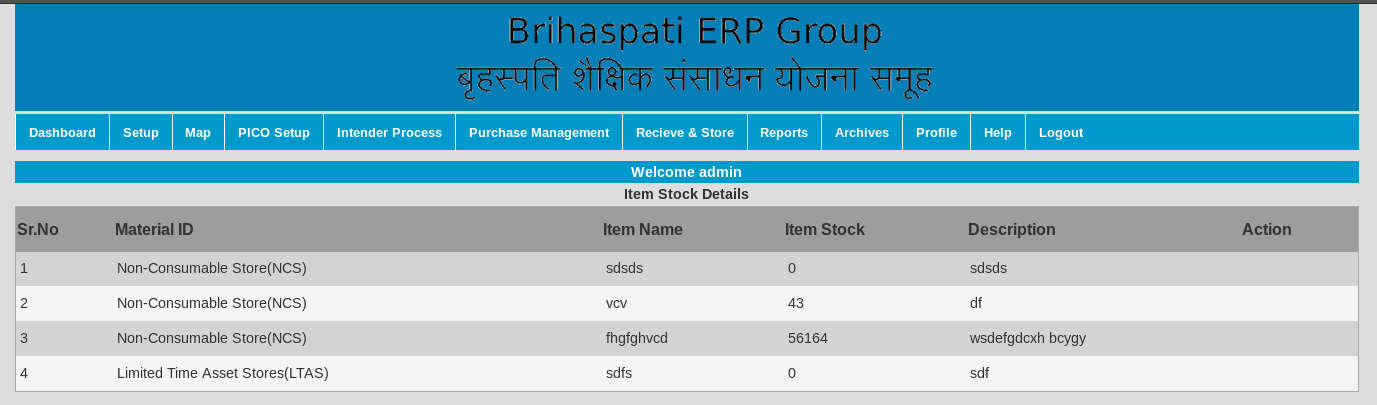 Brihaspati ERP Group
बृहस्पति शैक्षिक संसाधन योजना समूह
Dashboard Setup Map PICO Setup Intender Process Purchase Management Recieve & Store Reports Archives Profile Help Logout
Welcome admin
Item Stock Details
Sr.No Material ID Item Name Item Stock Description Action
1 Non-Consumable Store(NCS) sdsds 0 sdsds
2 Non-Consumable Store(NCS) vcv 43 df
3 Non-Consumable Store(NCS) fhgfghvcd 56164 wsdefgdcxh bcygy
4 Limited Time Asset Stores(LTAS) sdfs 0 sdf